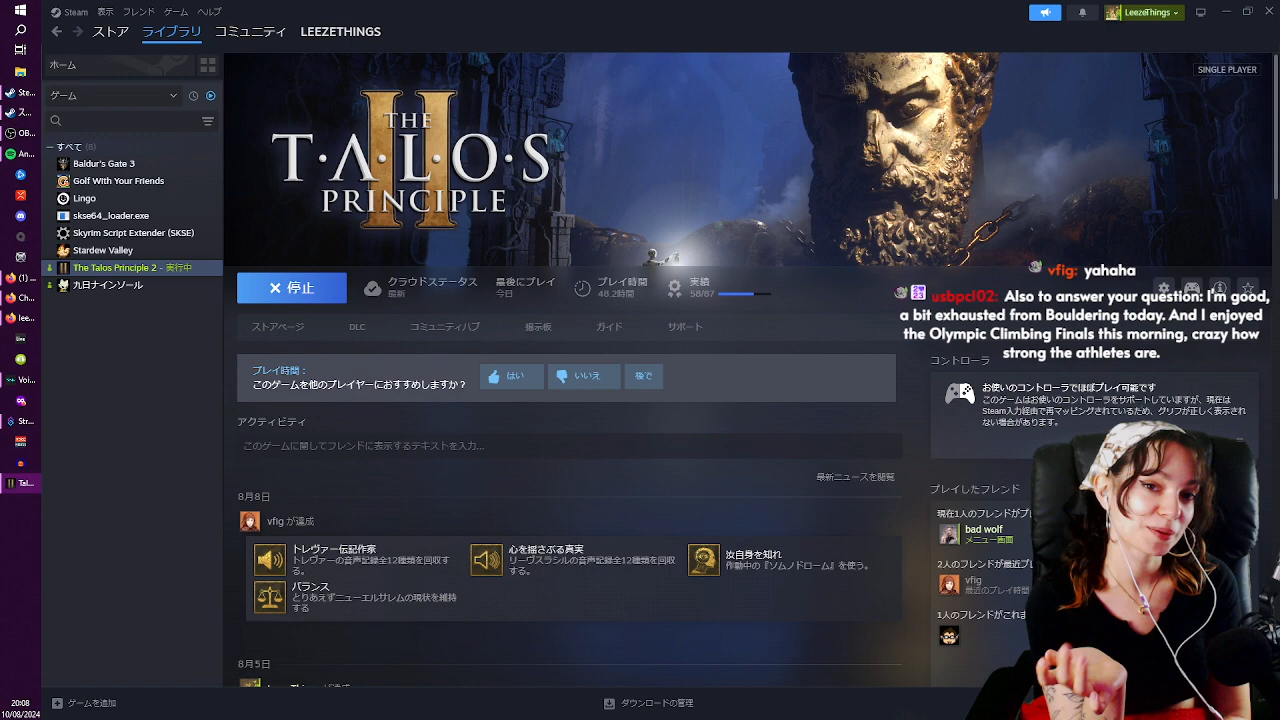 Steam 表示 フレンド ゲーム ヘルプ
LeezeThings
ストア ライブラリ コミュニティ LEEZETHINGS
ホーム
ゲーム
すべて (8)
Baldur's Gate 3
Golf With Your Friends
Lingo
skse64_loader.exe
Skyrim Script Extender (SKSE)
Stardew Valley
The Talos Principle 2 - 実行中
九日ナインソール
SINGLE PLAYER
II
THE
TALOS
PRINCIPLE
停止
クラウドステータス
最新
最後にプレイ
今日
プレイ時間
48.2時間
実績
58/87
vfig: yahaha
usbpcl02: Also to answer your question: I'm good,
a bit exhausted from Bouldering today. And I enjoyed
the Olympic Climbing Finals this morning, crazy how
strong the athletes are.
ストアページ DLC コミュニティハブ 掲示板 ガイド サポート
プレイ時間：
このゲームを他のプレイヤーにおすすめしますか？
はい いいえ 後で
コントローラ
お使いのコントローラでほぼプレイ可能です
このゲームはお使いのコントローラをサポートしていますが、現在は
Steam入力経由で再マッピングされているため、グリフが正しく表示され
ない場合があります。
アクティビティ
このゲームに関してフレンドに表示するテキストを入力...
最新ニュースを閲覧
8月8日
vfig が達成
トレヴァー伝記作家
トレヴァーの音声記録全12種類を回収す
る。
心を揺さぶる真実
リーヴスラシルの音声記録全12種類を回収
する。
汝自身を知れ
作動中の『ソムノドローム』を使う。
バランス
とりあえずニューエルサレムの現状を維持
する
8月5日
プレイしたフレンド
現在1人のフレンドがプ
bad wolf
メニュー画面
2人のフレンドが最近プ
vfig
最近のプレイ時間
1人のフレンドがこれま
ゲームを追加
ダウンロードの管理
Ste...
ス...
OB...
An...
(1)...
Ch...
lee...
Voi...
Str...
Tal...
20:08
10/08/2024